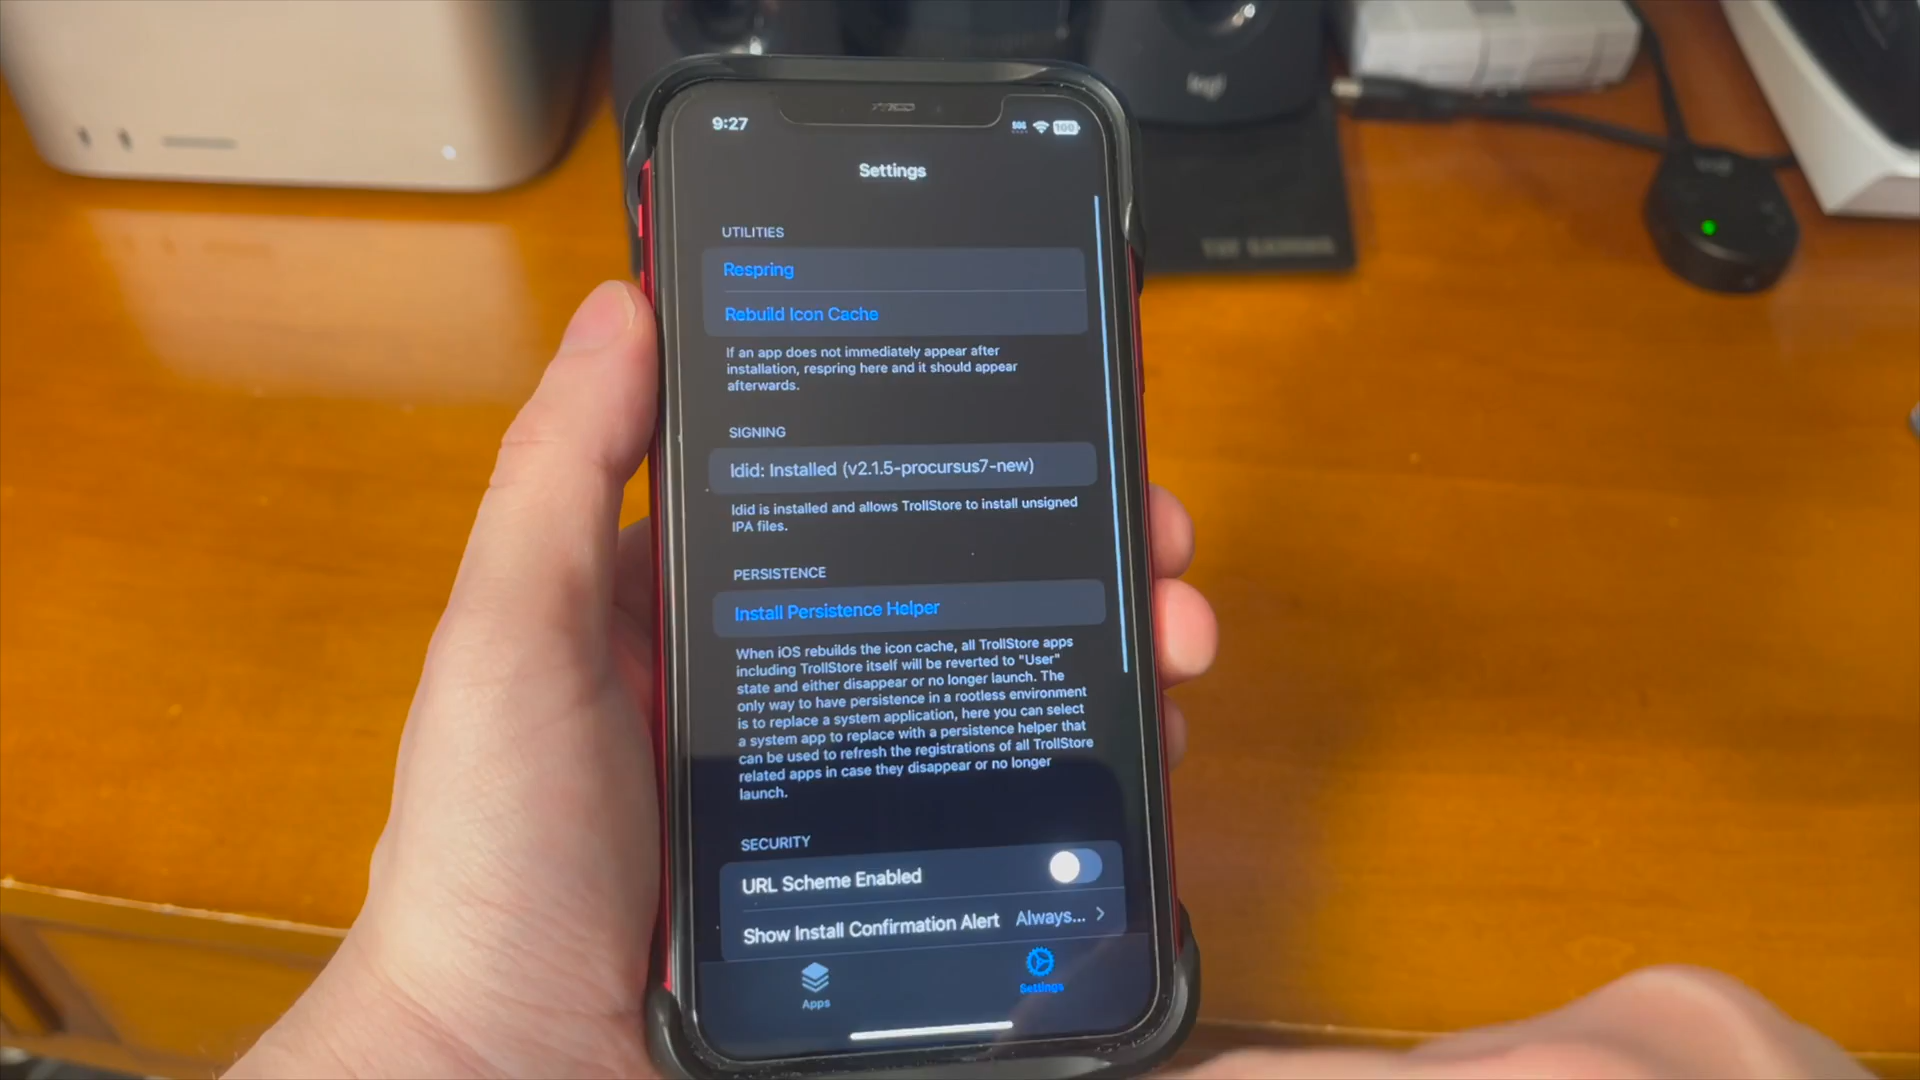 9:27
SOS
100
Settings
UTILITIES
Respring
Rebuild Icon Cache
If an app does not immediately appear after
installation, respring here and it should appear
afterwards.
SIGNING
ldid: Installed (v2.1.5-procursus7-new)
ldid is installed and allows TrollStore to install unsigned
IPA files.
PERSISTENCE
Install Persistence Helper
When iOS rebuilds the icon cache, all TrollStore apps
including TrollStore itself will be reverted to "User"
state and either disappear or no longer launch. The
only way to have persistence in a rootless environment
is to replace a system application, here you can select
a system app to replace with a persistence helper that
can be used to refresh the registrations of all TrollStore
related apps in case they disappear or no longer
launch.
SECURITY
URL Scheme Enabled
Show Install Confirmation Alert Always...
Apps
Settings
logi
TUF GAMING